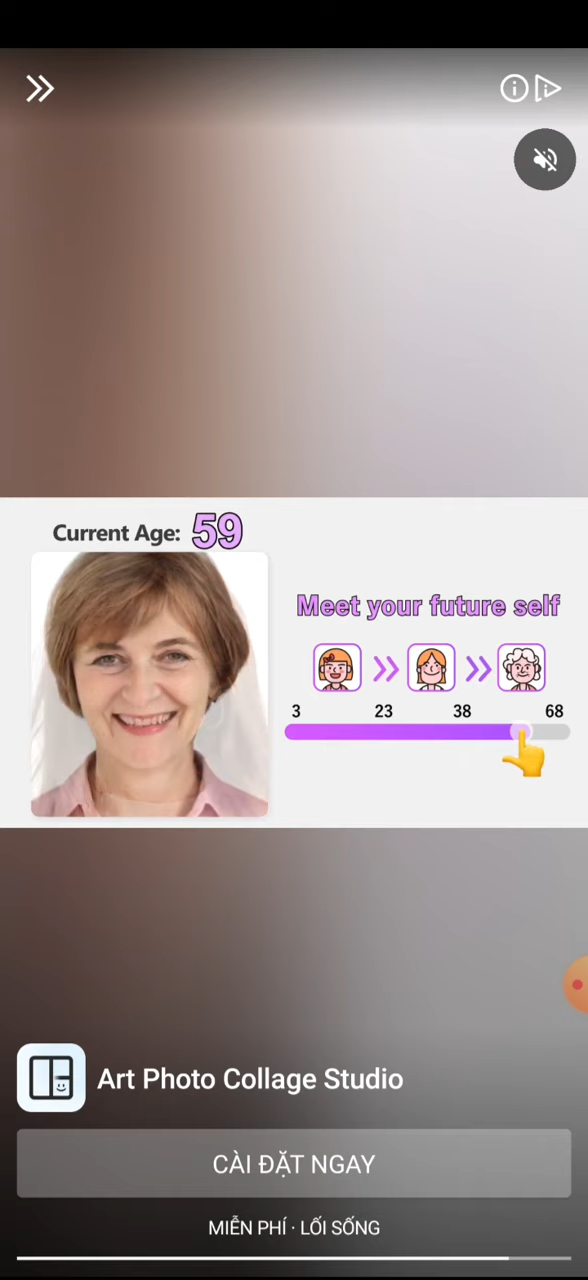 Current Age: 59
Meet your future self
3 23 38 68
Art Photo Collage Studio
CÀI ĐẶT NGAY
MIỄN PHÍ · LỐI SỐNG